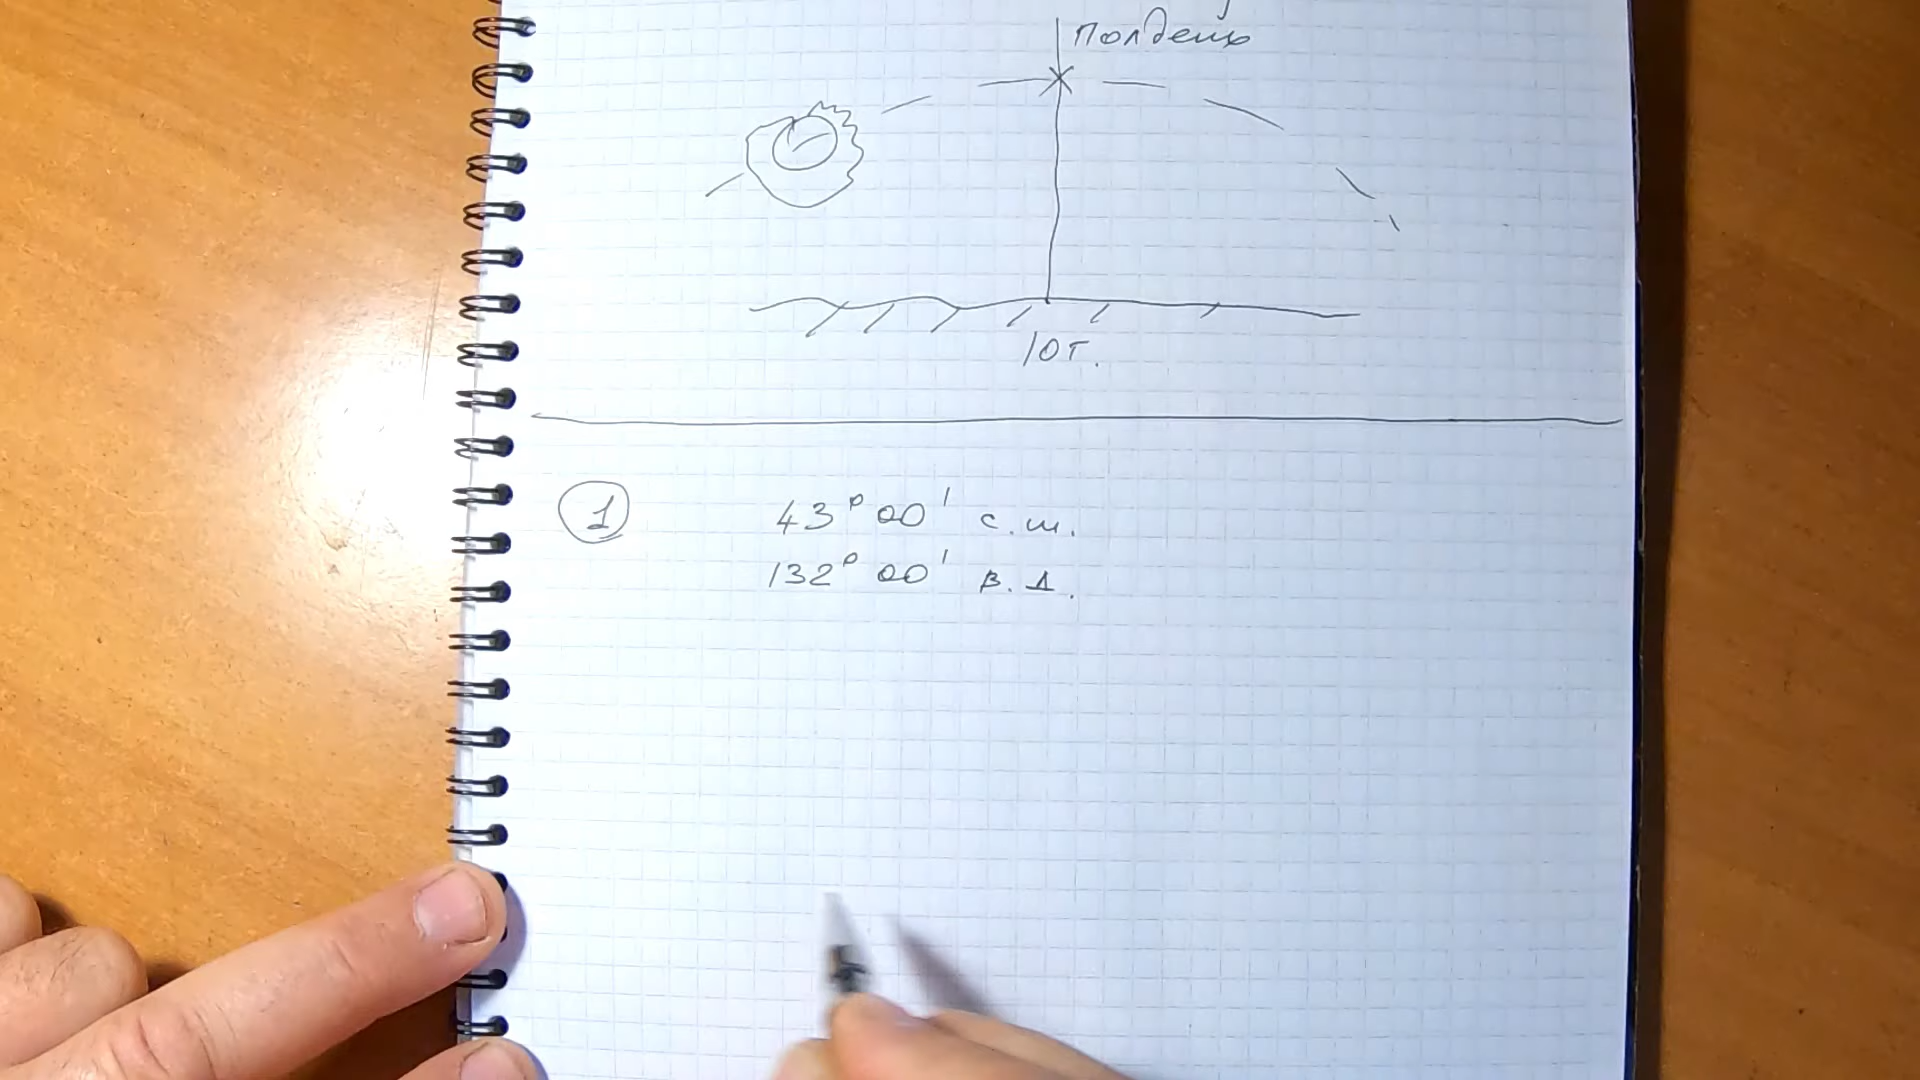 полдень
Юг.
1
43° 00' с.ш.
132° 00' в.д.